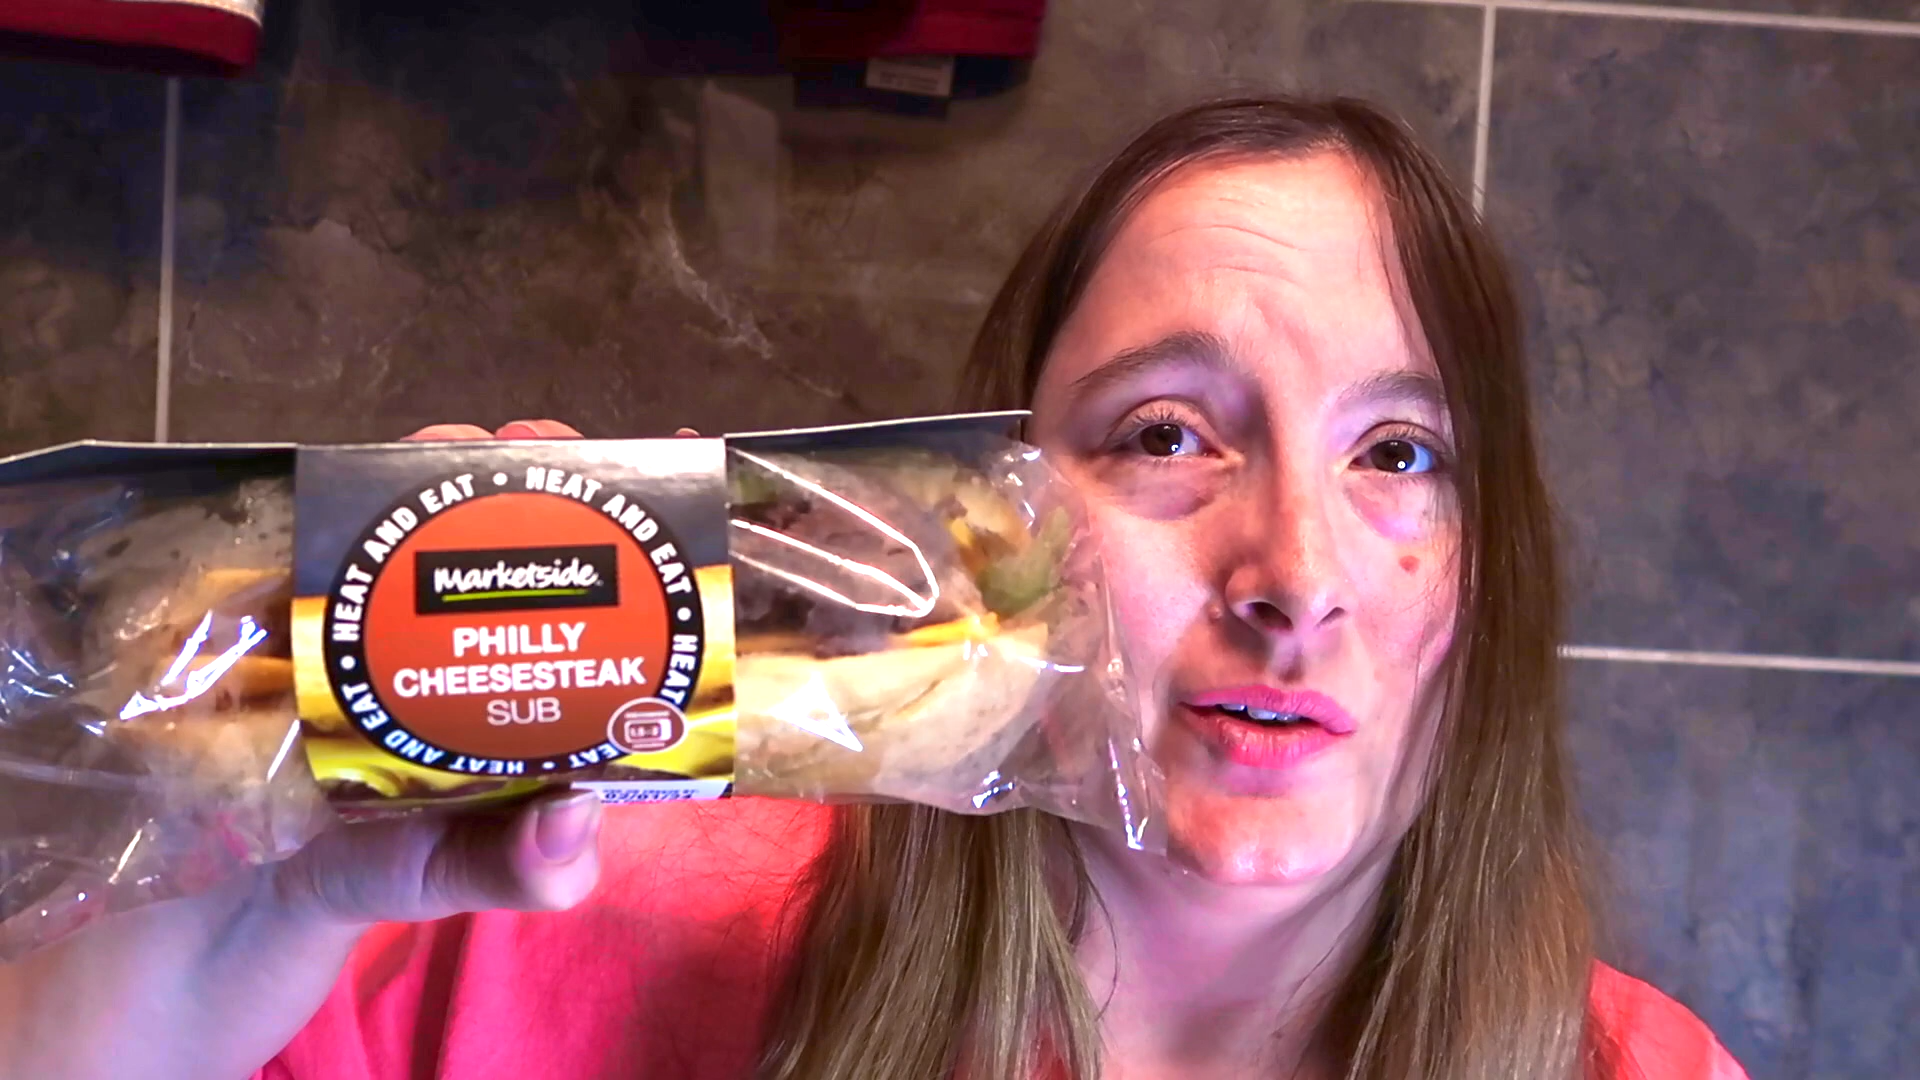 HEAT AND EAT • HEAT AND EAT • HEAT AND EAT • HEAT AND EAT •
Marketside
PHILLY
CHEESESTEAK
SUB